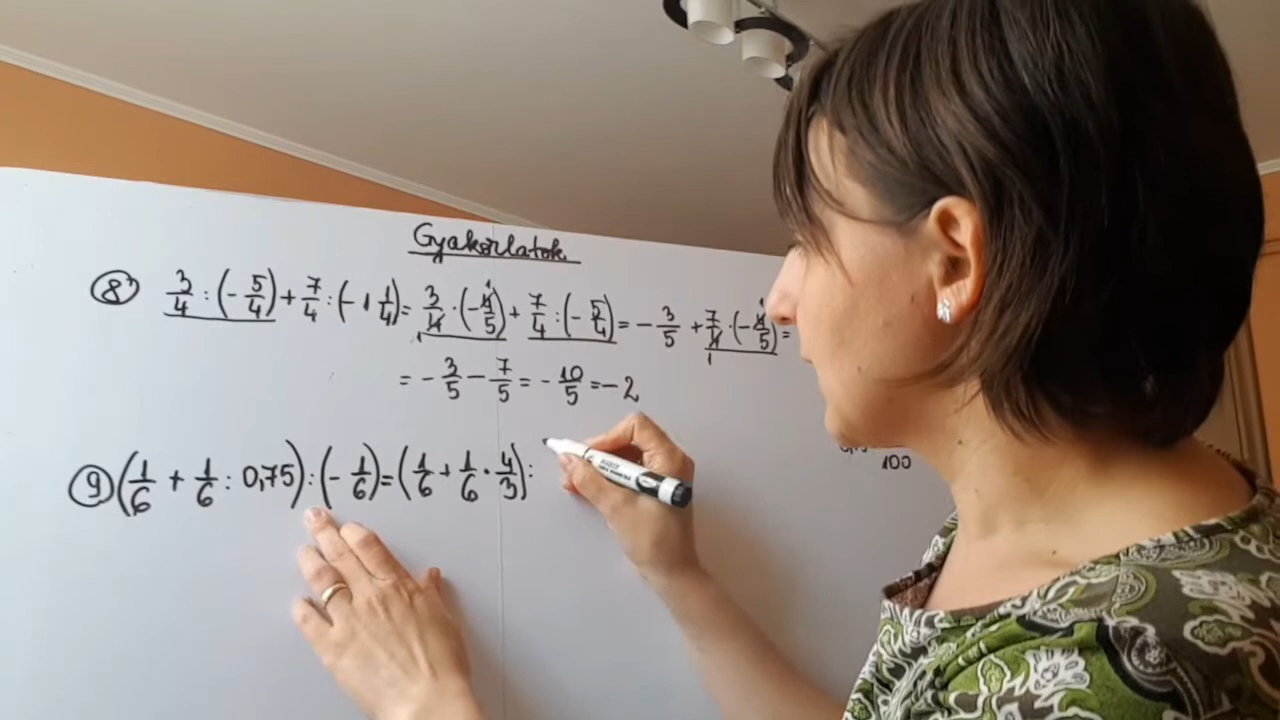 Gyakorlatok
8) 3/4 : (- 5/4) + 7/4 : (- 1 1/4) = 3/4 · (- 4/5) + 7/4 : (- 5/4) = - 3/5 + 7/4 · (- 4/5) =
= - 3/5 - 7/5 = - 10/5 = - 2
9) (1/6 + 1/6 : 0,75) : (- 1/6) = (1/6 + 1/6 · 4/3) :
100